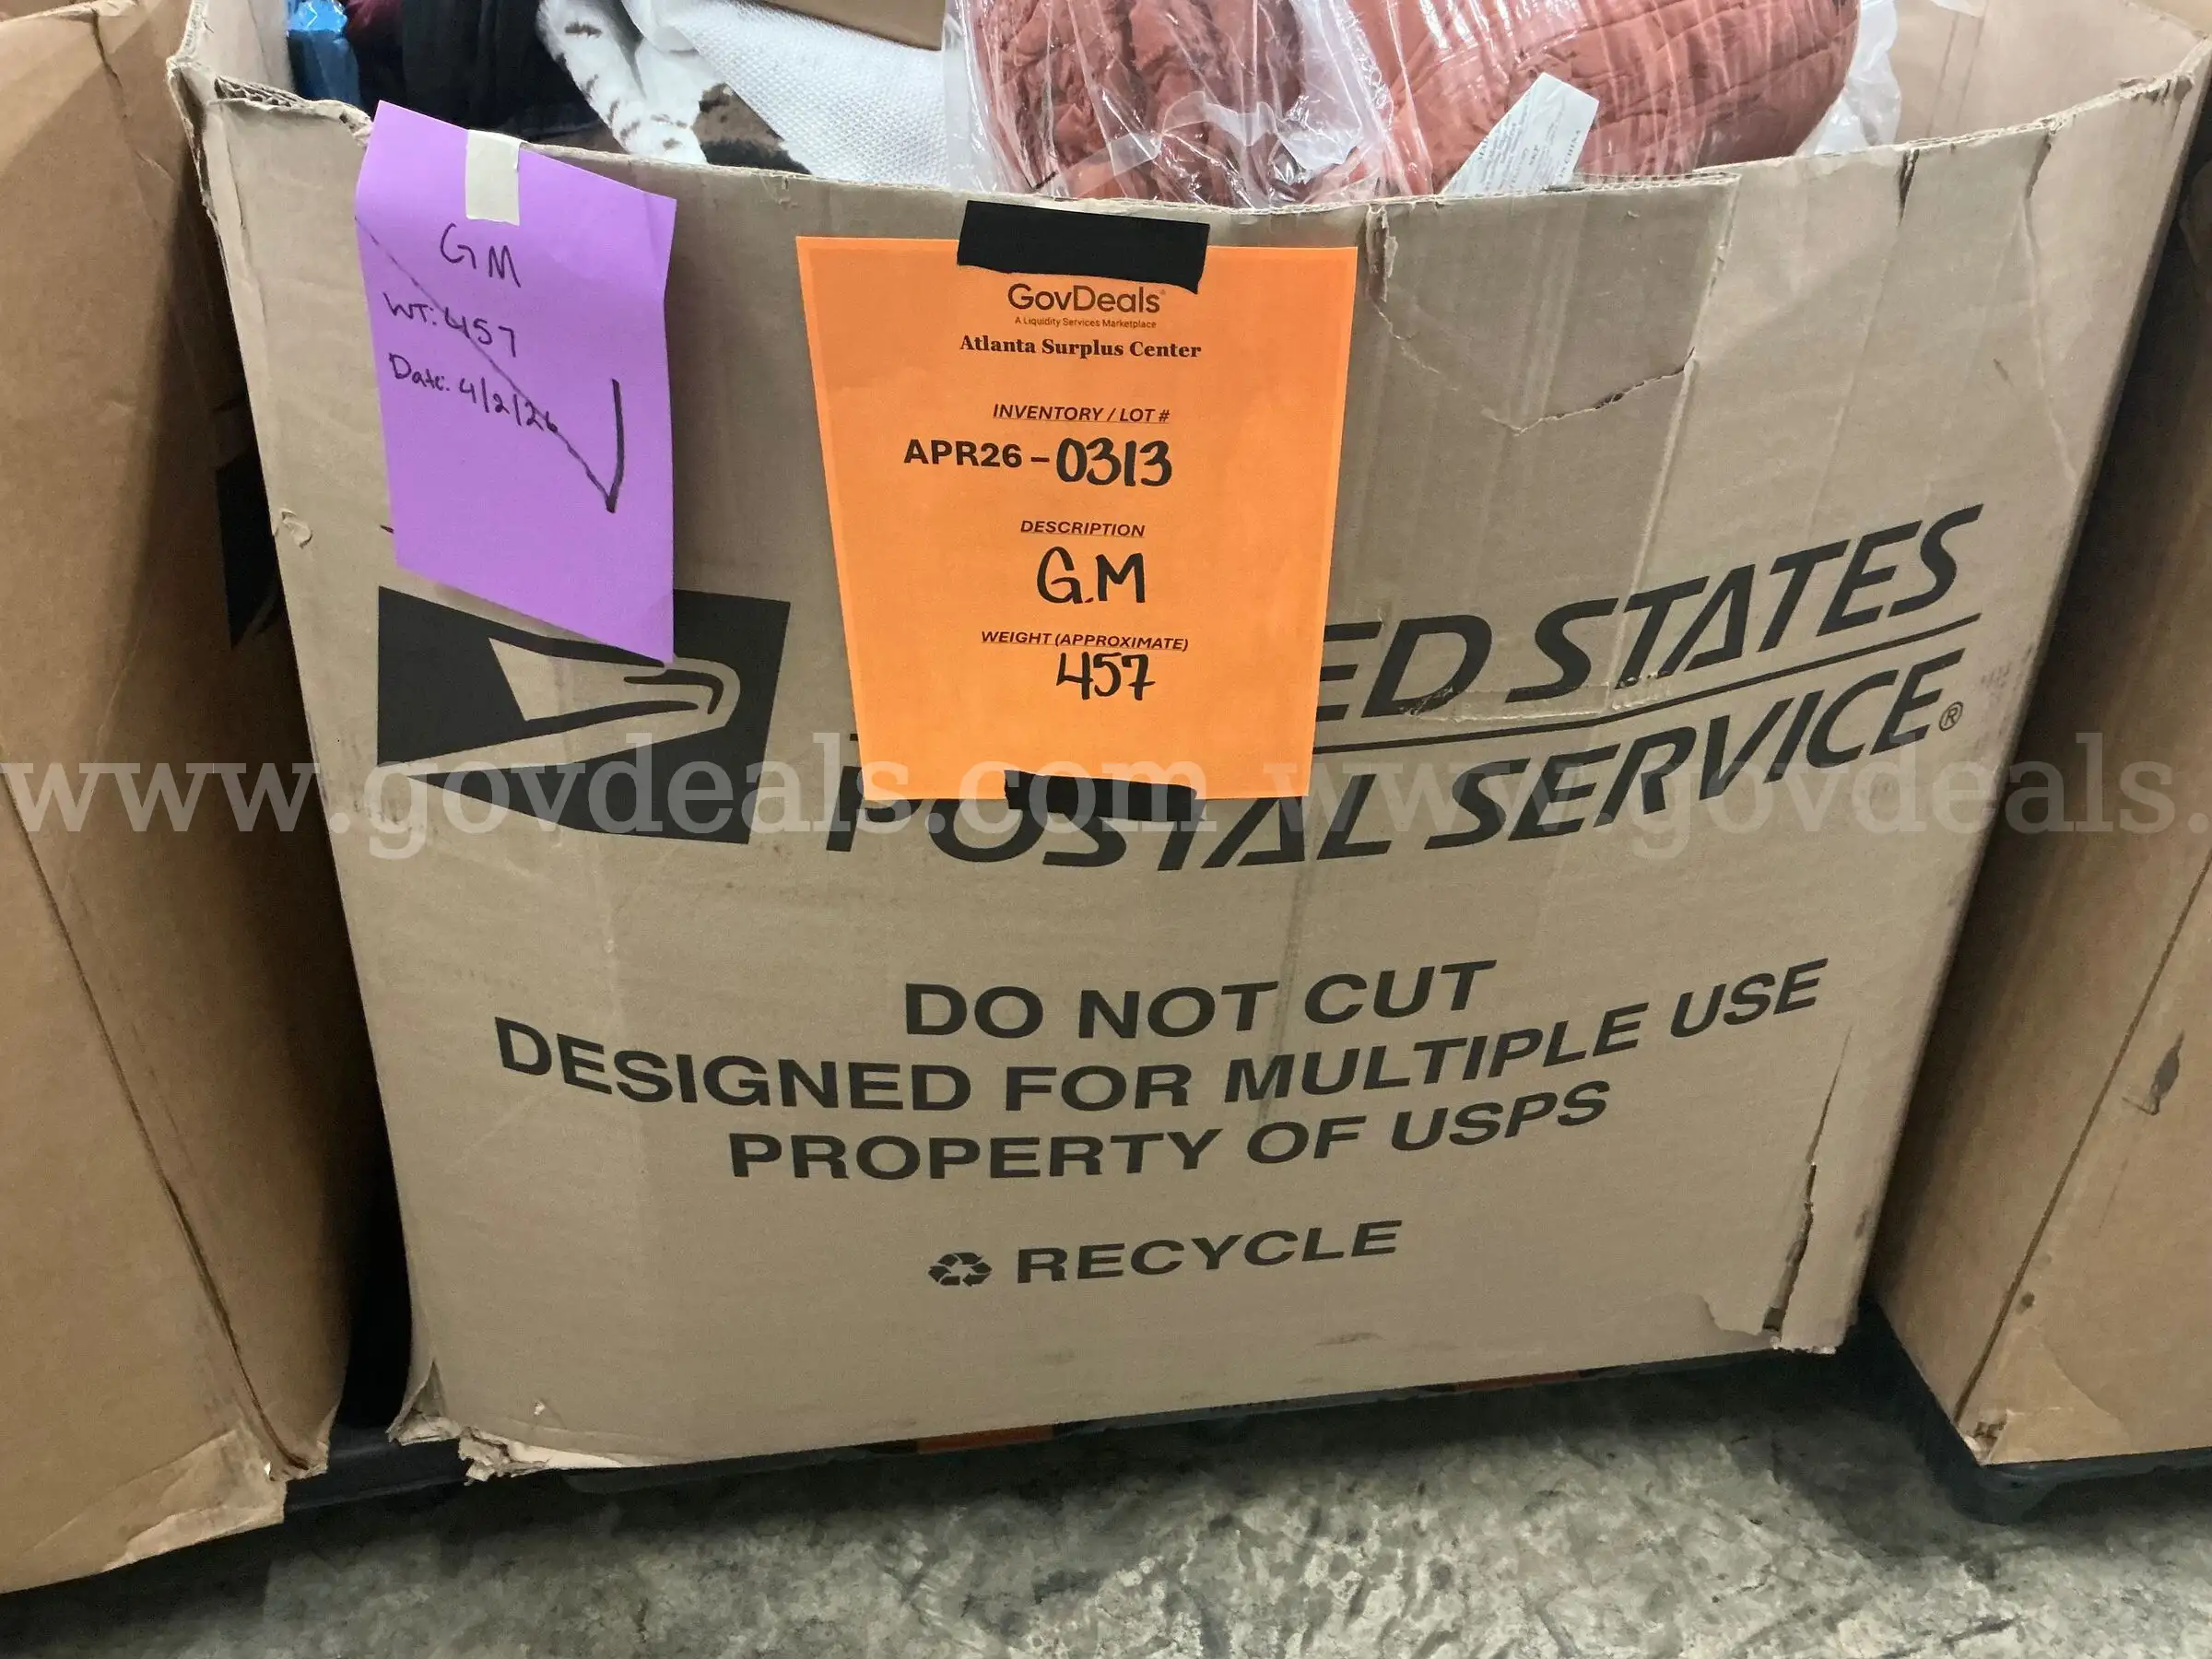 GM
WT: 457
Date: 4/2/26
GovDeals
A Liquidity Services Marketplace
Atlanta Surplus Center
INVENTORY / LOT #
APR26 - 0313
DESCRIPTION
G.M
WEIGHT (APPROXIMATE)
457
ED STATES
POSTAL SERVICE®
www.govdeals.com www.govdeals.
DO NOT CUT
DESIGNED FOR MULTIPLE USE
PROPERTY OF USPS
RECYCLE